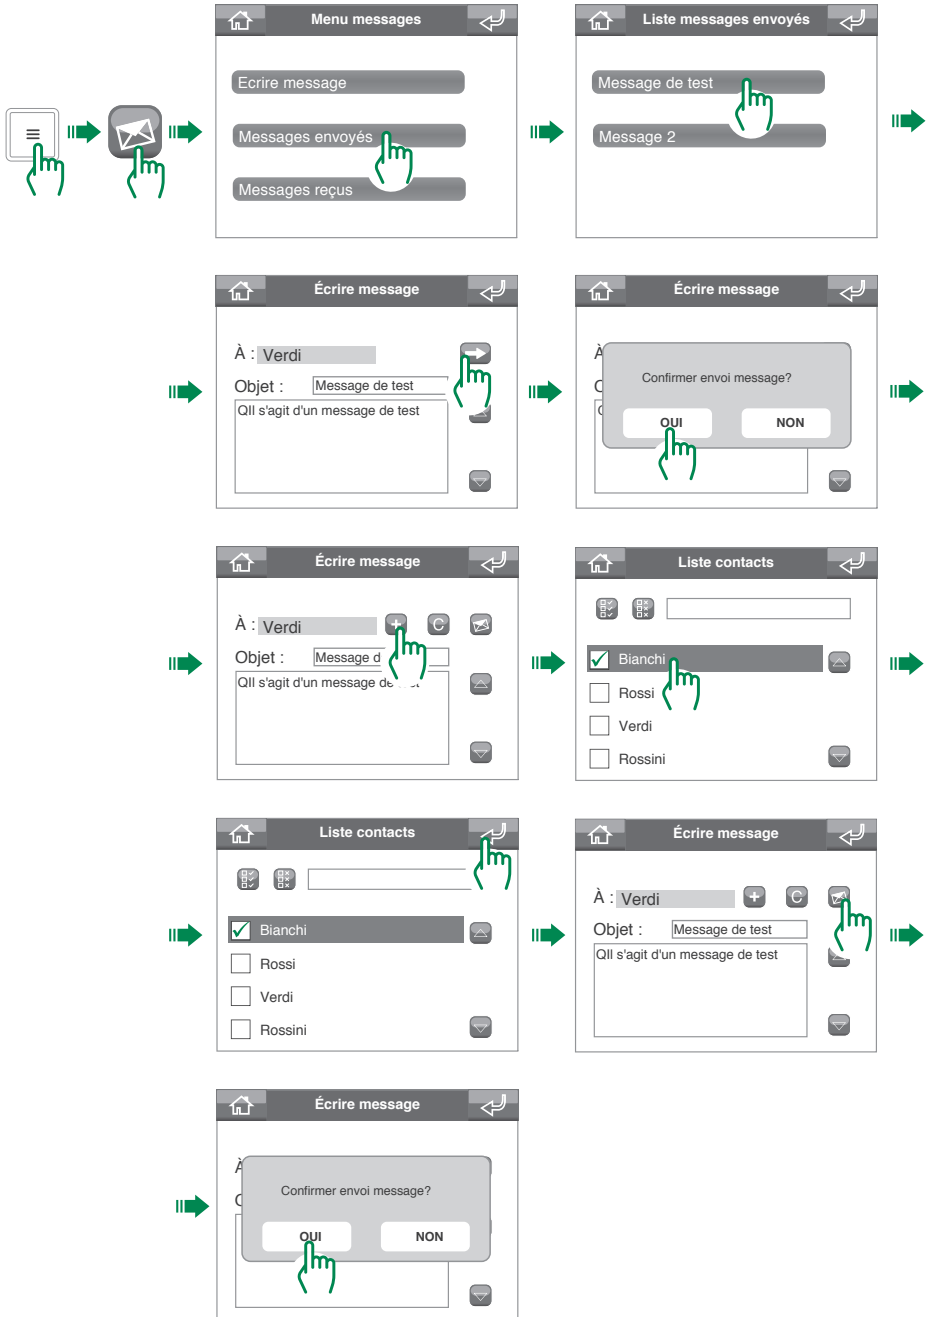 Menu messages
Ecrire message
Messages envoyés
Messages reçus
Liste messages envoyés
Message de test
Message 2
Écrire message
À : Verdi
Objet : Message de test
QII s'agit d'un message de test
Écrire message
À
Confirmer envoi message?
OUI NON
Écrire message
À : Verdi
+ C
Objet : Message d
QII s'agit d'un message de
Liste contacts
Bianchi
Rossi
Verdi
Rossini
Liste contacts
Bianchi
Rossi
Verdi
Rossini
Écrire message
À : Verdi
+ C
Objet : Message de test
QII s'agit d'un message de test
Écrire message
À
Confirmer envoi message?
OUI NON